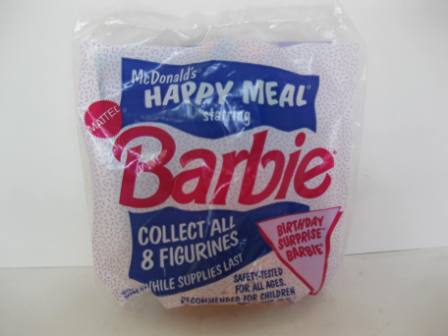 McDonald's
HAPPY MEAL®
starring
MATTEL
Barbie
COLLECT ALL
8 FIGURINES
WHILE SUPPLIES LAST
BIRTHDAY
SURPRISE™
BARBIE®
SAFETY-TESTED
FOR ALL AGES.
RECOMMENDED FOR CHILDREN